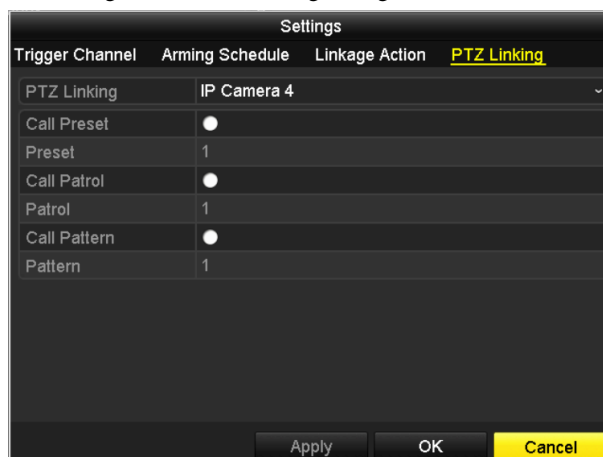 Settings
Trigger Channel Arming Schedule Linkage Action PTZ Linking
PTZ Linking IP Camera 4
Call Preset
Preset 1
Call Patrol
Patrol 1
Call Pattern
Pattern 1
Apply OK Cancel